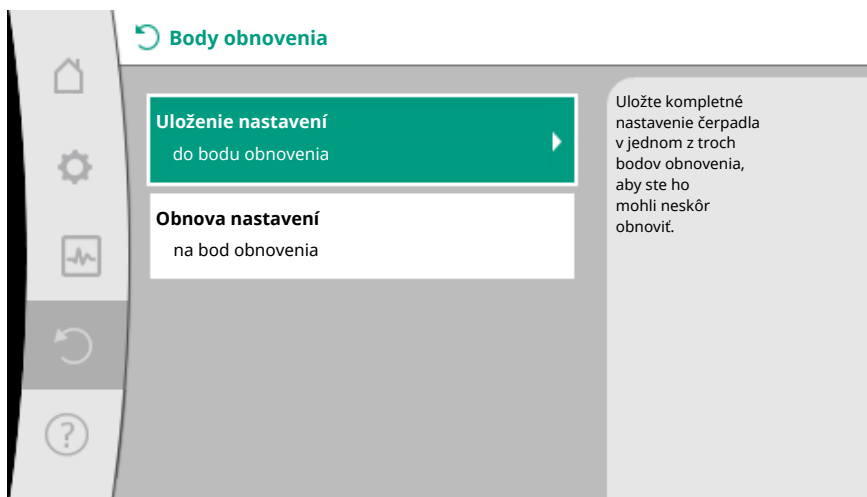 Body obnovenia
Uloženie nastavení
do bodu obnovenia
Obnova nastavení
na bod obnovenia
Uložte kompletné
nastavenie čerpadla
v jednom z troch
bodov obnovenia,
aby ste ho
mohli neskôr
obnoviť.
?